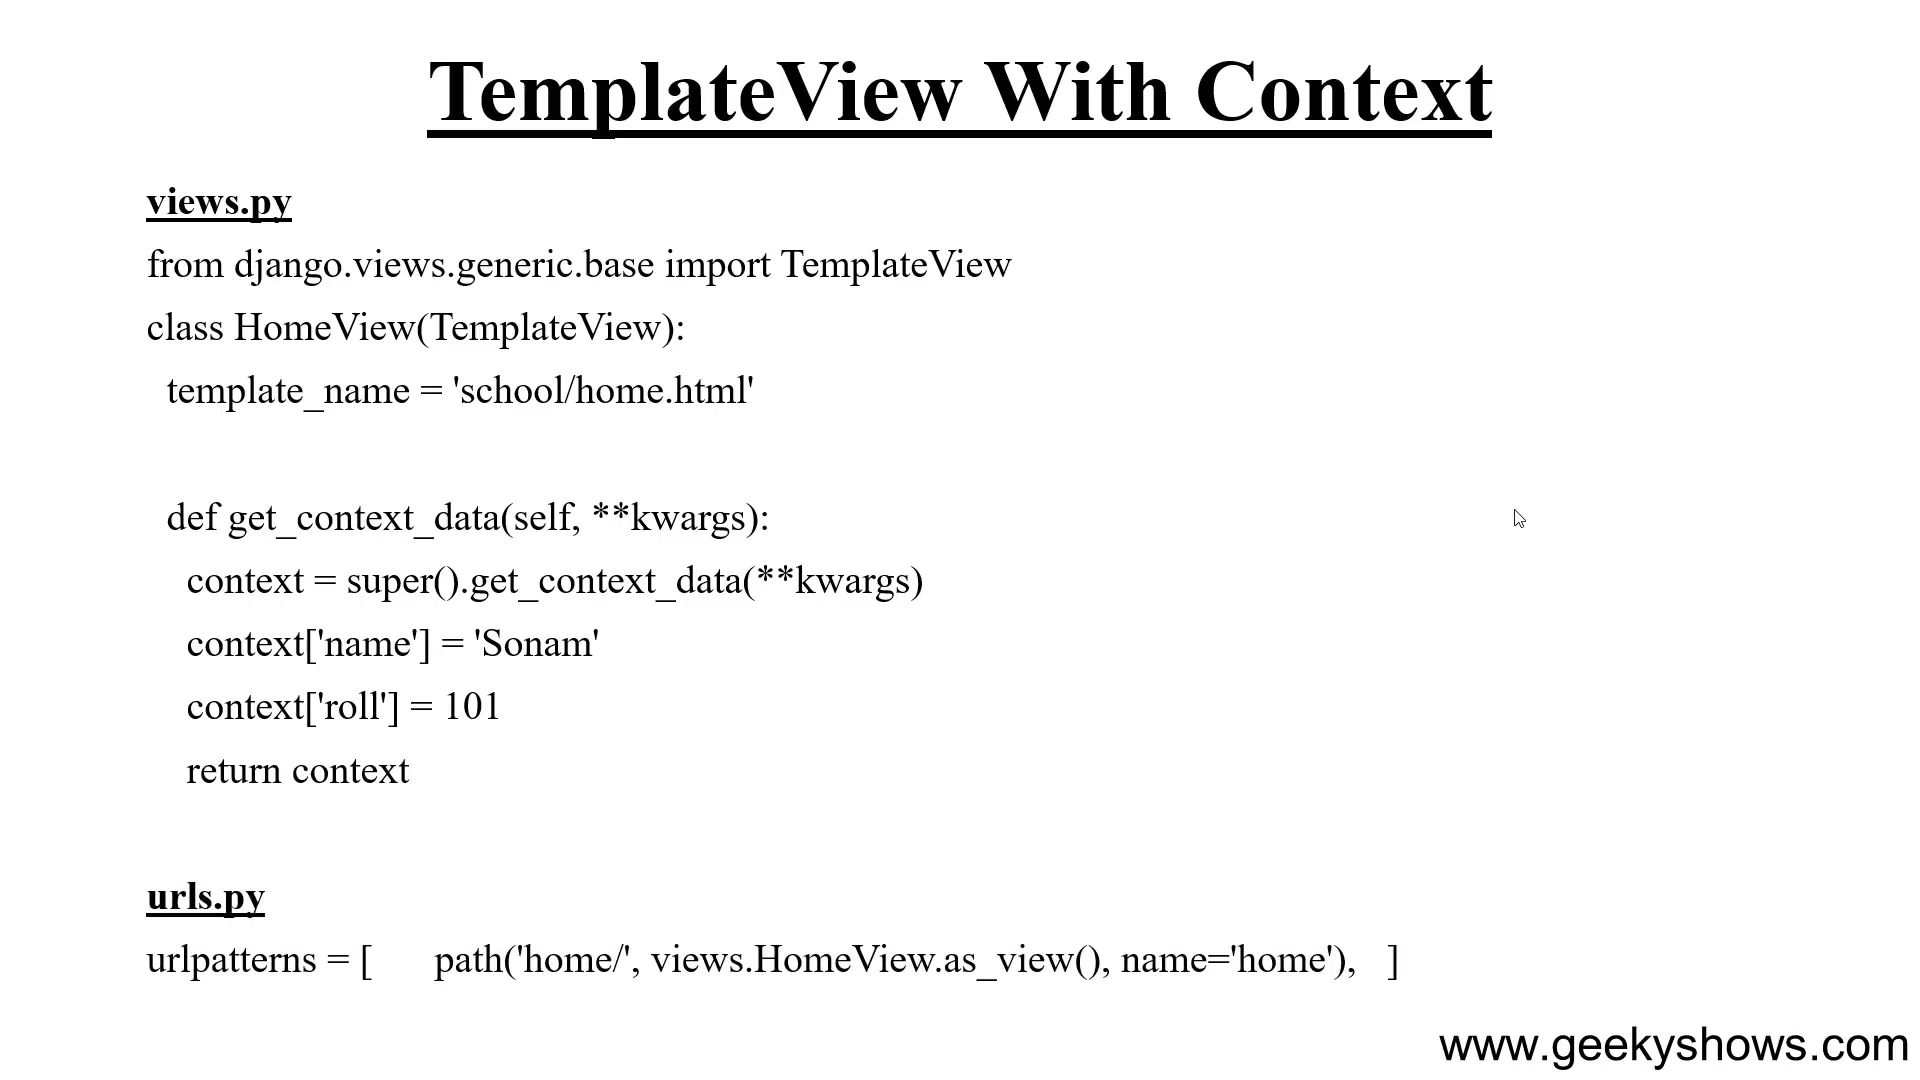 TemplateView With Context
views.py
from django.views.generic.base import TemplateView
class HomeView(TemplateView):
template_name = 'school/home.html'
def get_context_data(self, **kwargs):
context = super().get_context_data(**kwargs)
context['name'] = 'Sonam'
context['roll'] = 101
return context
urls.py
urlpatterns = [ path('home/', views.HomeView.as_view(), name='home'), ]
www.geekyshows.com